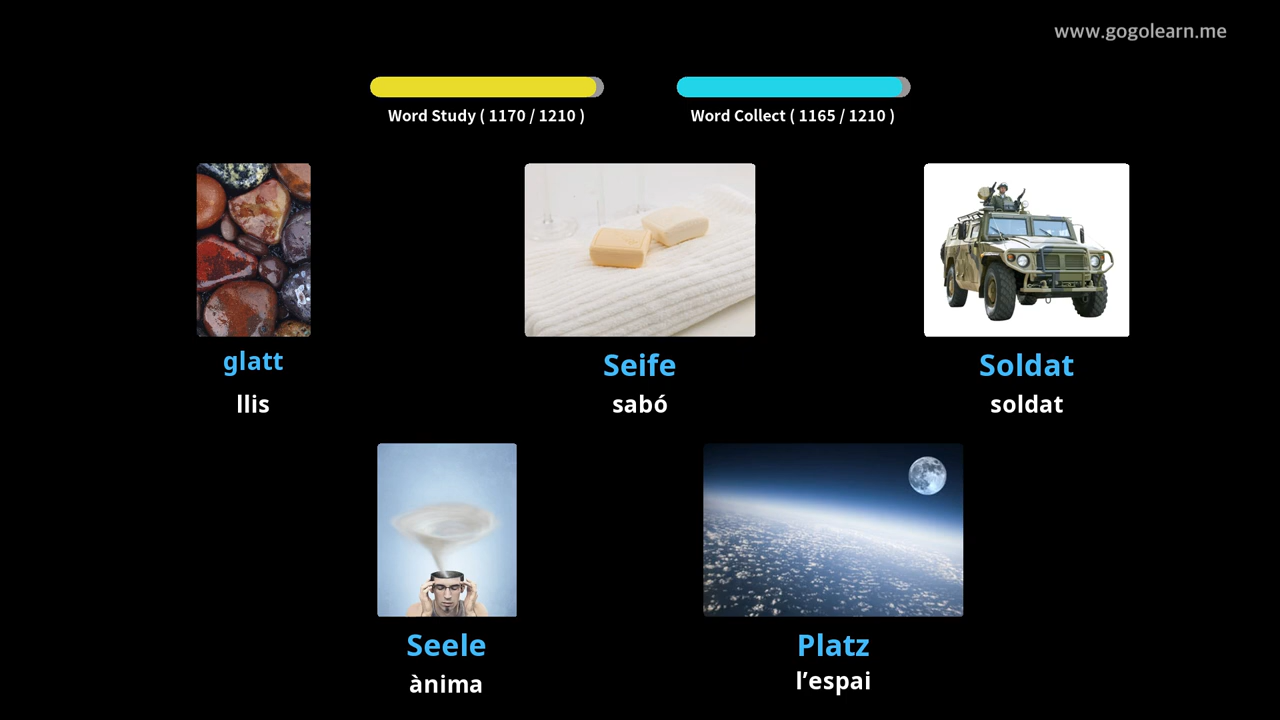 www.gogolearn.me
Word Study ( 1170 / 1210 )
Word Collect ( 1165 / 1210 )
glatt
llis
Seife
sabó
Soldat
soldat
Seele
ànima
Platz
l’espai